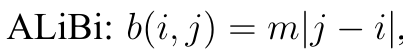 ALiBi: b(i, j) = m|j − i|,